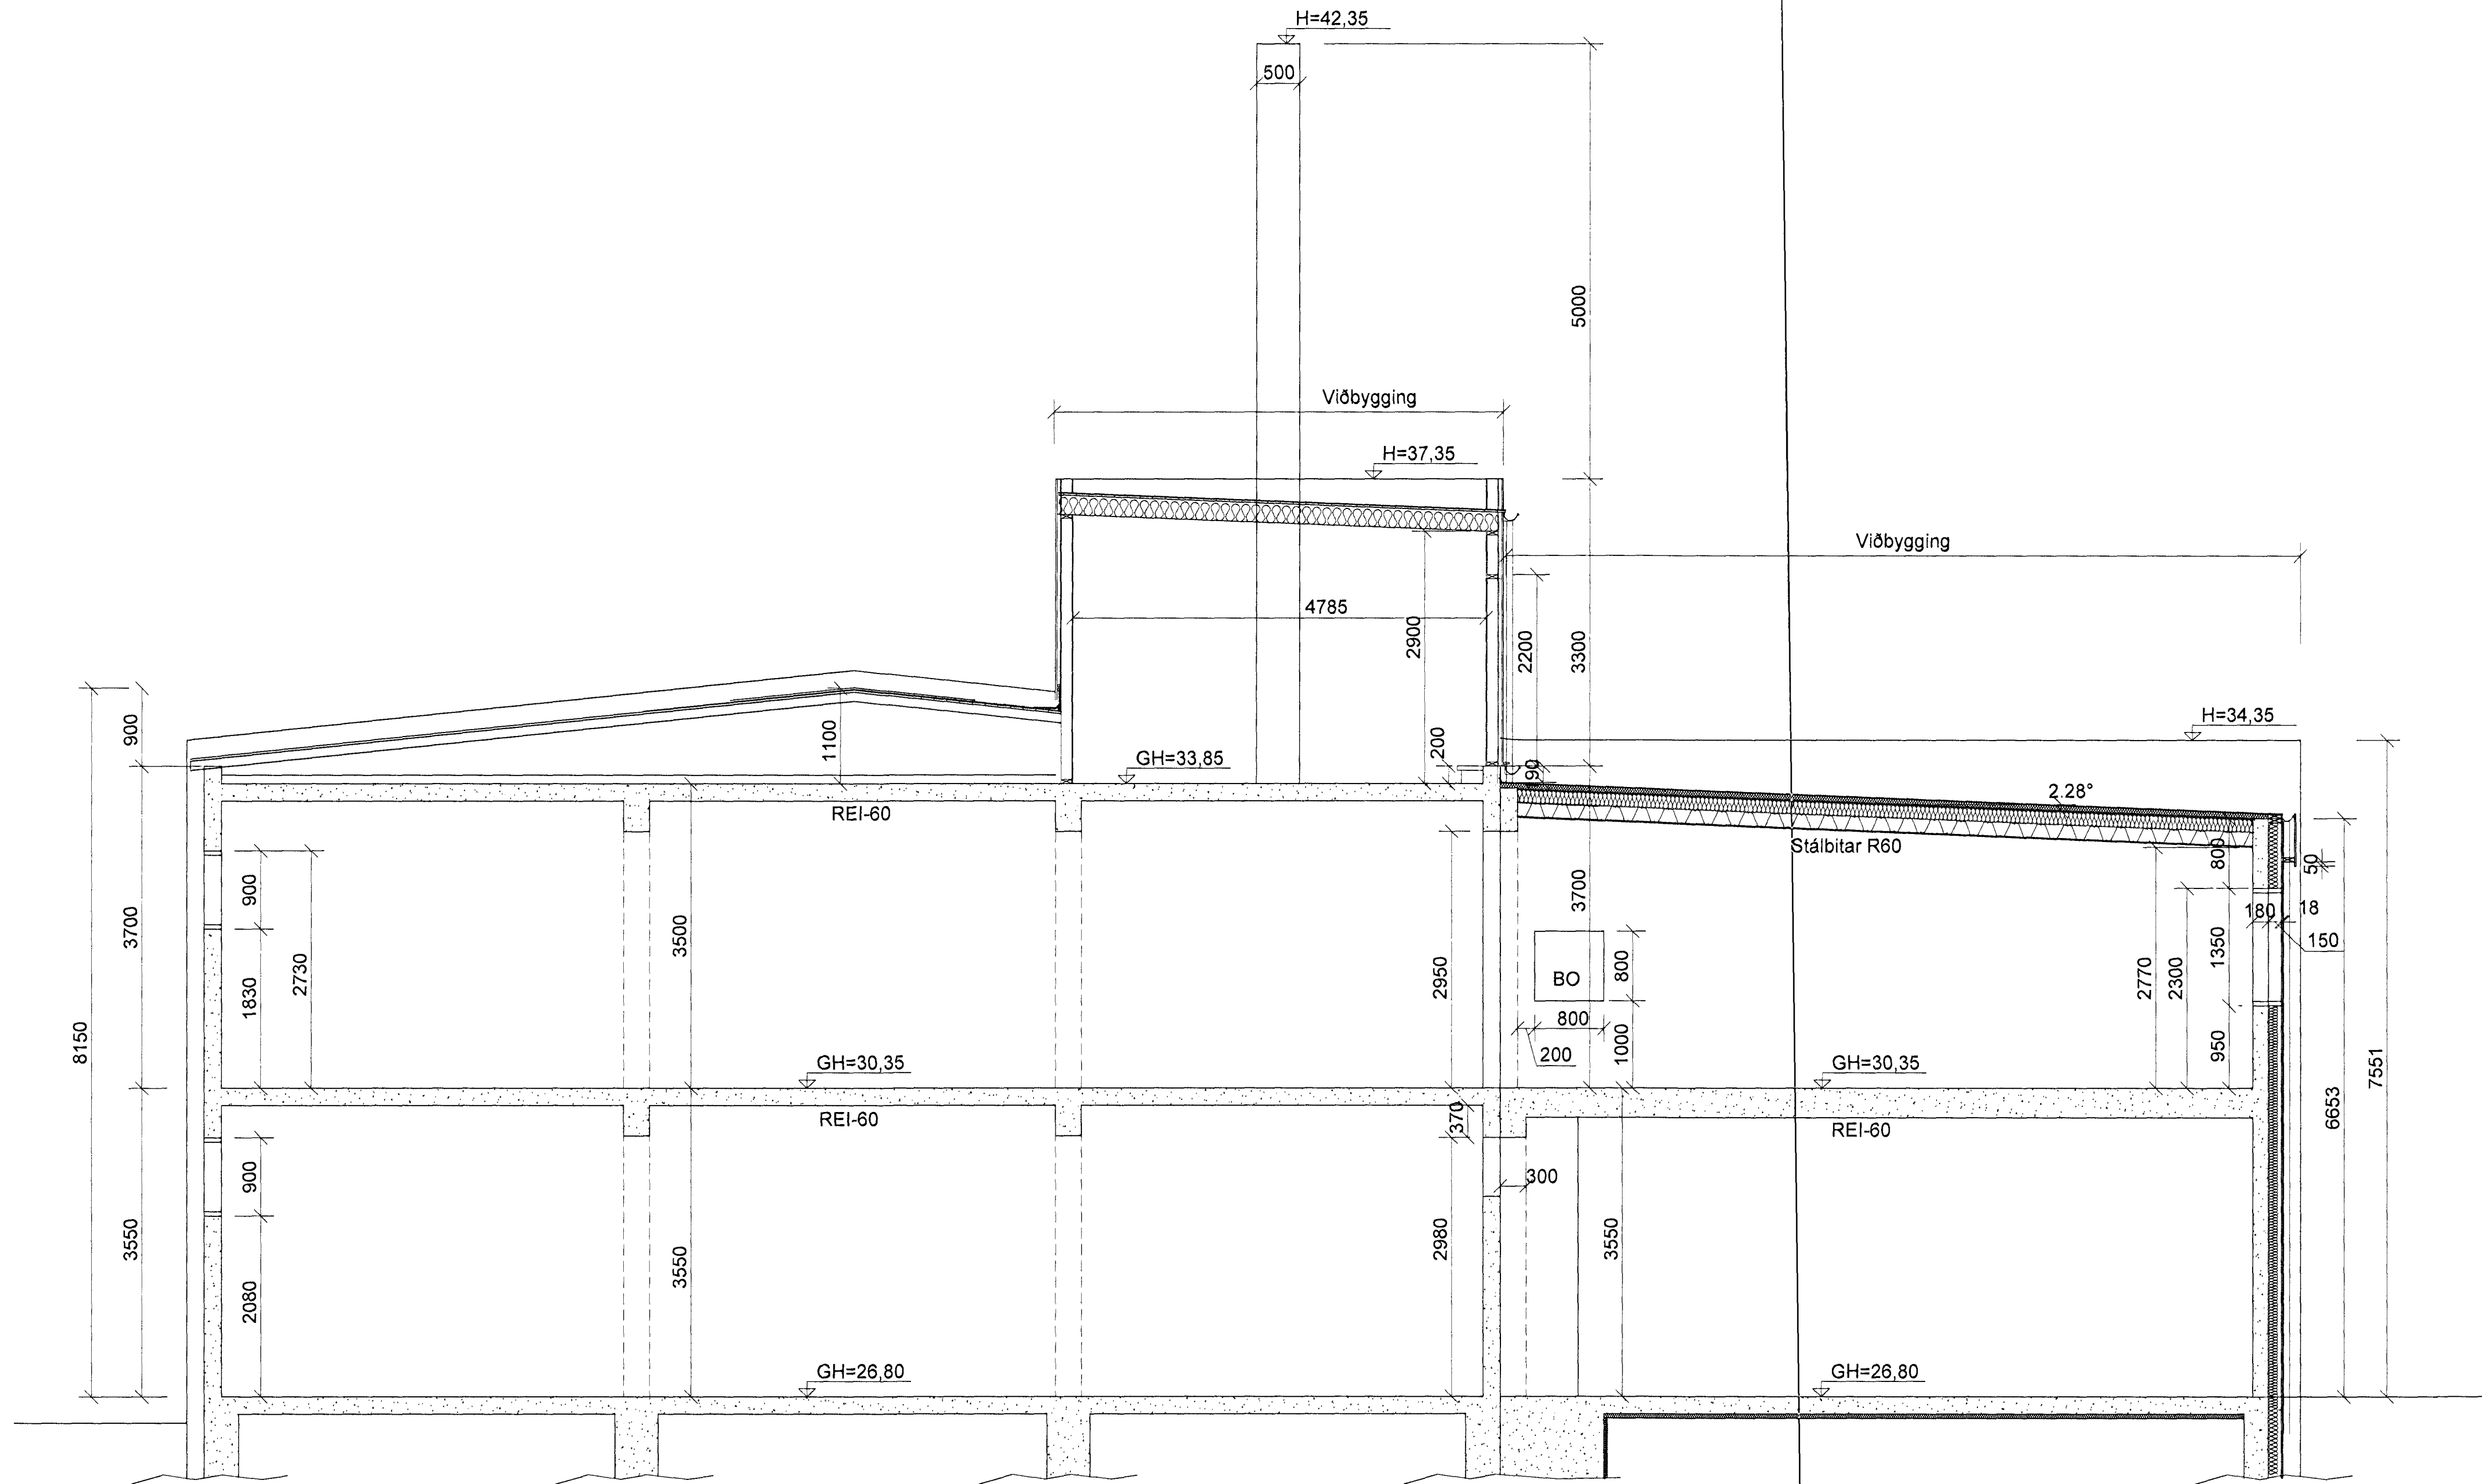 H=42,35
500
5000
Viðbygging
H=37,35
Viðbygging
4785
2900
2200
3300
H=34,35
900
1100
200
GH=33,85
90
2.28°
REI-60
Stálbitar R60
800
50
900
3700
3500
2950
3700
180
18
150
1350
2730
1830
BO
800
2770
2300
8150
800
1000
200
950
GH=30,35
GH=30,35
7551
6653
REI-60
370
REI-60
900
300
3550
3550
2980
3550
2080
GH=26,80
GH=26,80